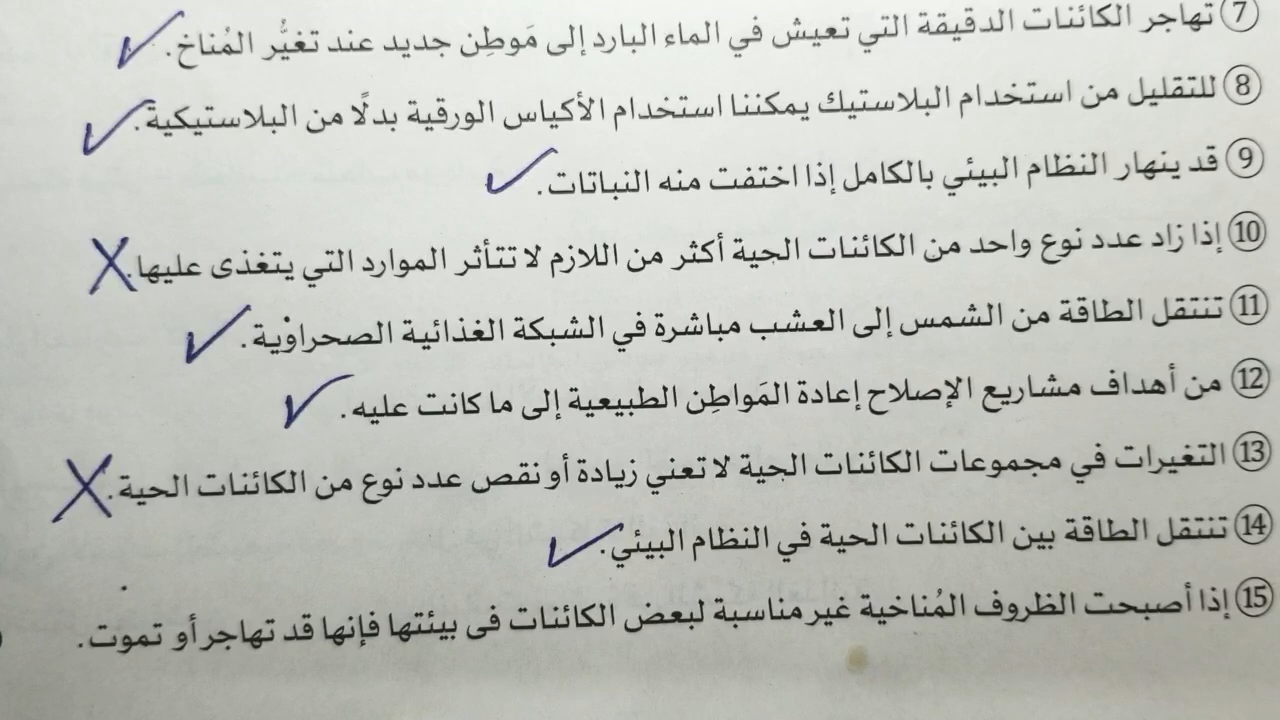 ⑦ تهاجر الكائنات الدقيقة التي تعيش في الماء البارد إلى مَوطِن جديد عند تغيُّر المُناخ. ✓
⑧ للتقليل من استخدام البلاستيك يمكننا استخدام الأكياس الورقية بدلًا من البلاستيكية. ✓
⑨ قد ينهار النظام البيئي بالكامل إذا اختفت منه النباتات. ✓
⑩ إذا زاد عدد نوع واحد من الكائنات الحية أكثر من اللازم لا تتأثر الموارد التي يتغذى عليها. X
⑪ تنتقل الطاقة من الشمس إلى العشب مباشرة في الشبكة الغذائية الصحراوية. ✓
⑫ من أهداف مشاريع الإصلاح إعادة المَواطِن الطبيعية إلى ما كانت عليه. ✓
⑬ التغيرات في مجموعات الكائنات الحية لا تعني زيادة أو نقص عدد نوع من الكائنات الحية. X
⑭ تنتقل الطاقة بين الكائنات الحية في النظام البيئي. ✓
⑮ إذا أصبحت الظروف المُناخية غير مناسبة لبعض الكائنات فى بيئتها فإنها قد تهاجر أو تموت.